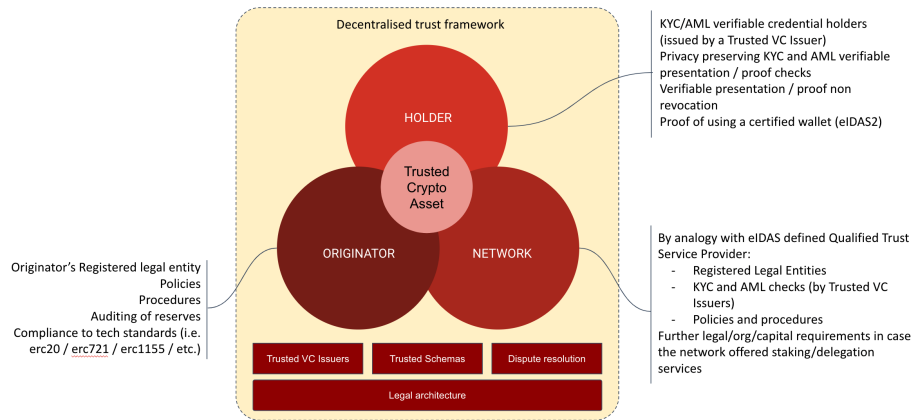 Decentralised trust framework
HOLDER
Trusted
Crypto
Asset
ORIGINATOR
NETWORK
Trusted VC Issuers
Trusted Schemas
Dispute resolution
Legal architecture
KYC/AML verifiable credential holders
(issued by a Trusted VC Issuer)
Privacy preserving KYC and AML verifiable
presentation / proof checks
Verifiable presentation / proof non
revocation
Proof of using a certified wallet (eIDAS2)
Originator's Registered legal entity
Policies
Procedures
Auditing of reserves
Compliance to tech standards (i.e.
erc20 / erc721 / erc1155 / etc.)
By analogy with eIDAS defined Qualified Trust
Service Provider:
- Registered Legal Entities
- KYC and AML checks (by Trusted VC
Issuers)
- Policies and procedures
Further legal/org/capital requirements in case
the network offered staking/delegation
services